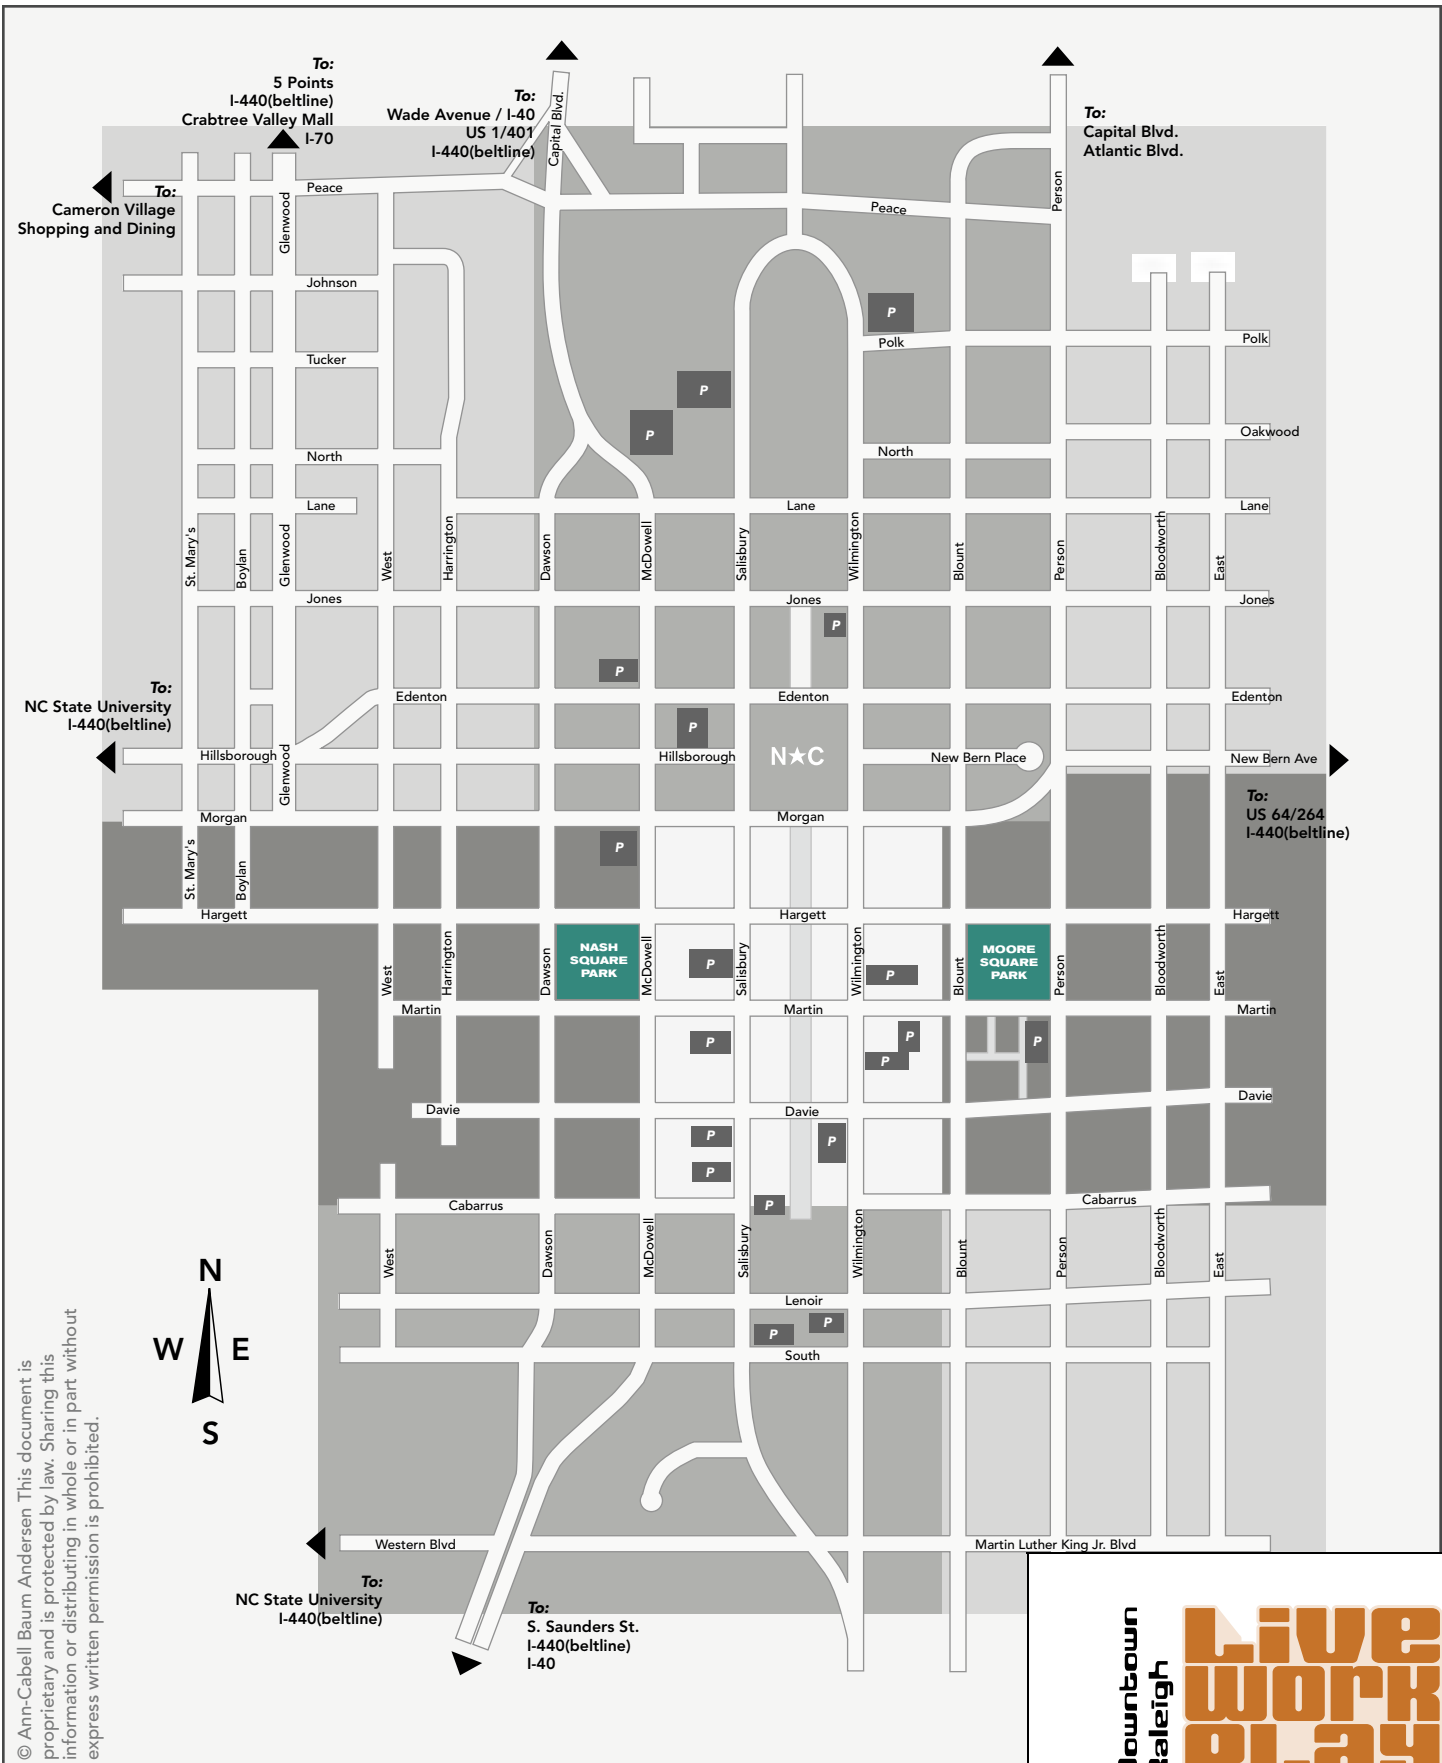 To:
5 Points
I-440(beltline)
Crabtree Valley Mall
I-70
To:
Wade Avenue / I-40
US 1/401
I-440(beltline)
Capital Blvd.
To:
Capital Blvd.
Atlantic Blvd.
To:
Cameron Village
Shopping and Dining
Peace
Glenwood
Peace
Person
Johnson
P
Polk
Polk
Tucker
P
P
Oakwood
North
North
Lane
Lane
Lane
St. Mary's
Boylan
Glenwood
West
Harrington
Dawson
McDowell
Salisbury
Wilmington
Blount
Person
Bloodworth
East
Jones
Jones
Jones
P
P
Edenton
Edenton
Edenton
To:
NC State University
I-440(beltline)
P
Hillsborough
Hillsborough
N★C
New Bern Place
New Bern Ave
Glenwood
To:
US 64/264
I-440(beltline)
Morgan
Morgan
St. Mary's
Boylan
P
Hargett
Hargett
Hargett
West
Harrington
Dawson
NASH
SQUARE
PARK
McDowell
P
Salisbury
Wilmington
P
Blount
MOORE
SQUARE
PARK
Person
Bloodworth
East
Martin
Martin
Martin
P
P
P
P
Davie
Davie
Davie
P
P
P
P
Cabarrus
Cabarrus
West
Dawson
McDowell
Salisbury
Wilmington
Blount
Person
Bloodworth
East
Lenoir
P
P
South
N
W E
S
Western Blvd
Martin Luther King Jr. Blvd
To:
NC State University
I-440(beltline)
To:
S. Saunders St.
I-440(beltline)
I-40
© Ann-Cabell Baum Andersen This document is
proprietary and is protected by law. Sharing this
information or distributing in whole or in part without
express written permission is prohibited.
downtown
Raleigh
Live
work
play